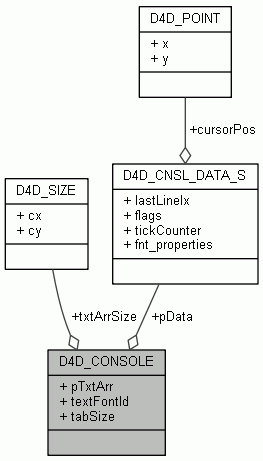 D4D_POINT
+ x
+ y
+cursorPos
D4D_SIZE
+ cx
+ cy
D4D_CNSL_DATA_S
+ lastLineIx
+ flags
+ tickCounter
+ fnt_properties
+txtArrSize
+pData
D4D_CONSOLE
+ pTxtArr
+ textFontId
+ tabSize